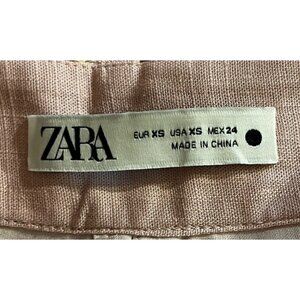 ZARA
EUR XS USA XS MEX 24
MADE IN CHINA